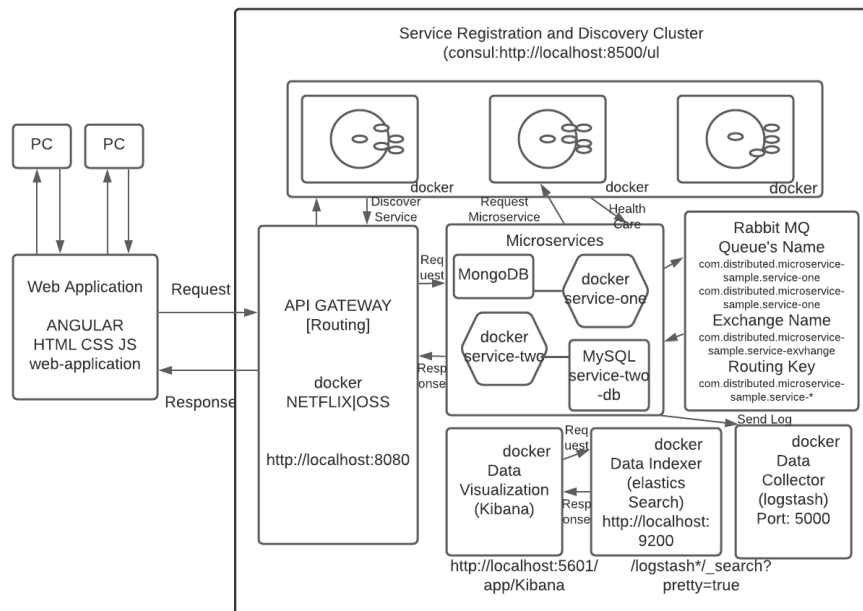 Service Registration and Discovery Cluster
(consul:http://localhost:8500/ul
PC
PC
docker
docker
docker
Discover
Service
Request
Microservice
Health
Care
Web Application
ANGULAR
HTML CSS JS
web-application
Request
Response
API GATEWAY
[Routing]
docker
NETFLIX|OSS
http://localhost:8080
Req
uest
Resp
onse
Microservices
MongoDB
docker
service-one
docker
service-two
MySQL
service-two
-db
Rabbit MQ
Queue's Name
com.distributed.microservice-
sample.service-one
com.distributed.microservice-
sample.service-one
Exchange Name
com.distributed.microservice-
sample.service-exvhange
Routing Key
com.distributed.microservice-
sample.service-*
Send Log
docker
Data
Visualization
(Kibana)
http://localhost:5601/
app/Kibana
Req
uest
Resp
onse
docker
Data Indexer
(elastics
Search)
http://localhost:
9200
/logstash*/_search?
pretty=true
docker
Data
Collector
(logstash)
Port: 5000